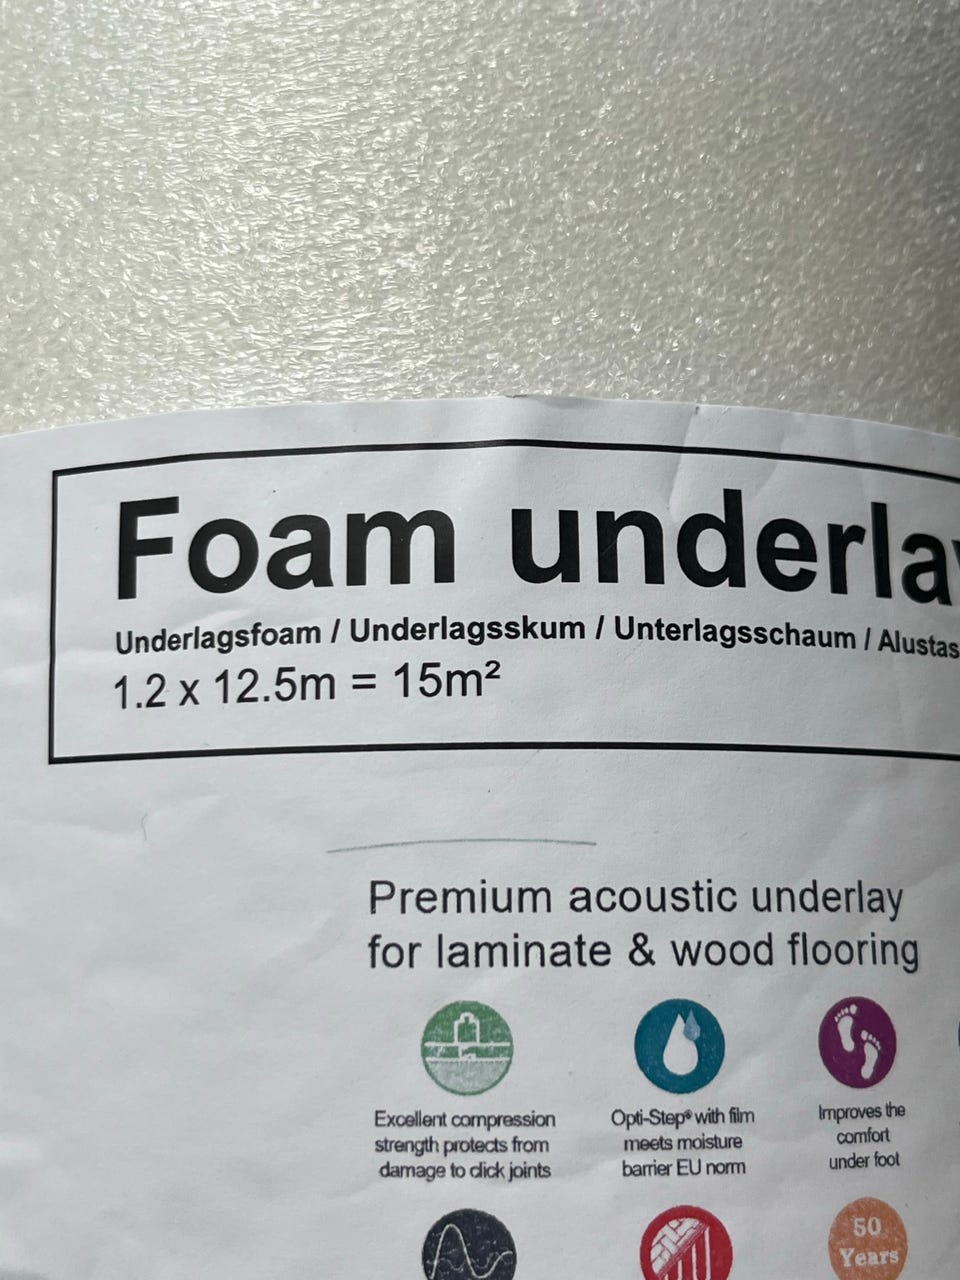 Foam underlay
Underlagsfoam / Underlagsskum / Unterlagsschaum / Alustas
1.2 x 12.5m = 15m²
Premium acoustic underlay
for laminate & wood flooring
Excellent compression
strength protects from
damage to click joints
Opti-Step® with film
meets moisture
barrier EU norm
Improves the
comfort
under foot
50
Years